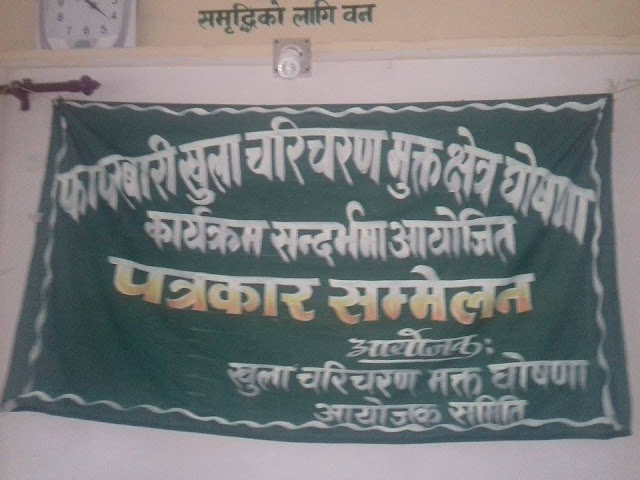 समृद्धिको लागि वन
फापरबारी खुला चरिचरण मुक्त क्षेत्र घोषणा
कार्यक्रम सन्दर्भमा आयोजित
पत्रकार सम्मेलन
आयोजक:
खुला चरिचरण मुक्त घोषणा
आयोजक समिति